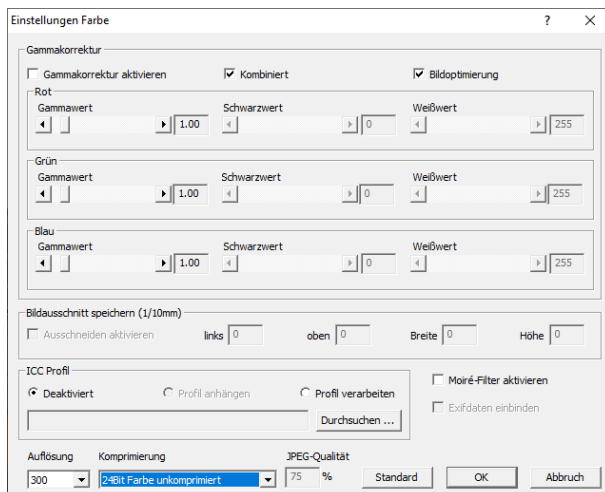 Einstellungen Farbe ? ×
Gammakorrektur
Gammakorrektur aktivieren Kombiniert Bildoptimierung
Rot
Gammawert Schwarzwert Weißwert
1.00 0 255
Grün
Gammawert Schwarzwert Weißwert
1.00 0 255
Blau
Gammawert Schwarzwert Weißwert
1.00 0 255
Bildausschnitt speichern (1/10mm)
Ausschneiden aktivieren links 0 oben 0 Breite 0 Höhe 0
ICC Profil
Deaktiviert Profil anhängen Profil verarbeiten
Moiré-Filter aktivieren
Exifdaten einbinden
Durchsuchen ...
Auflösung Komprimierung JPEG-Qualität
300 24Bit Farbe unkomprimiert 75 % Standard OK Abbruch